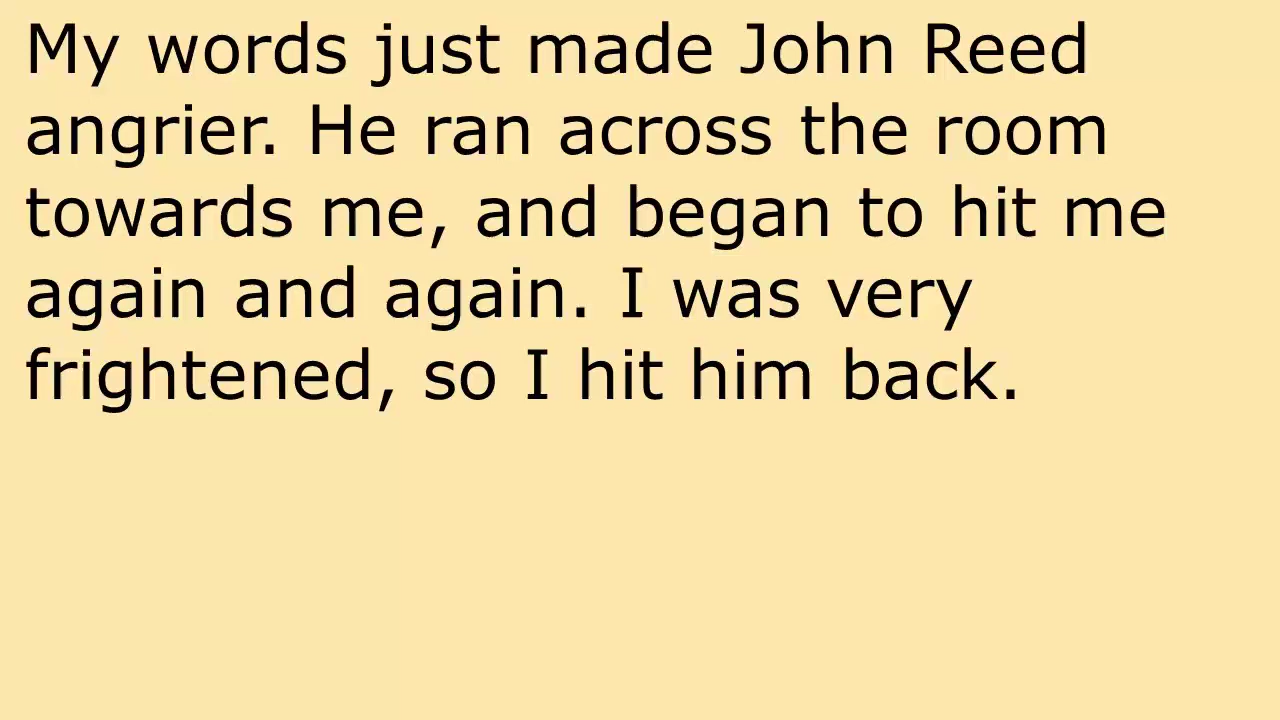 My words just made John Reed
angrier. He ran across the room
towards me, and began to hit me
again and again. I was very
frightened, so I hit him back.